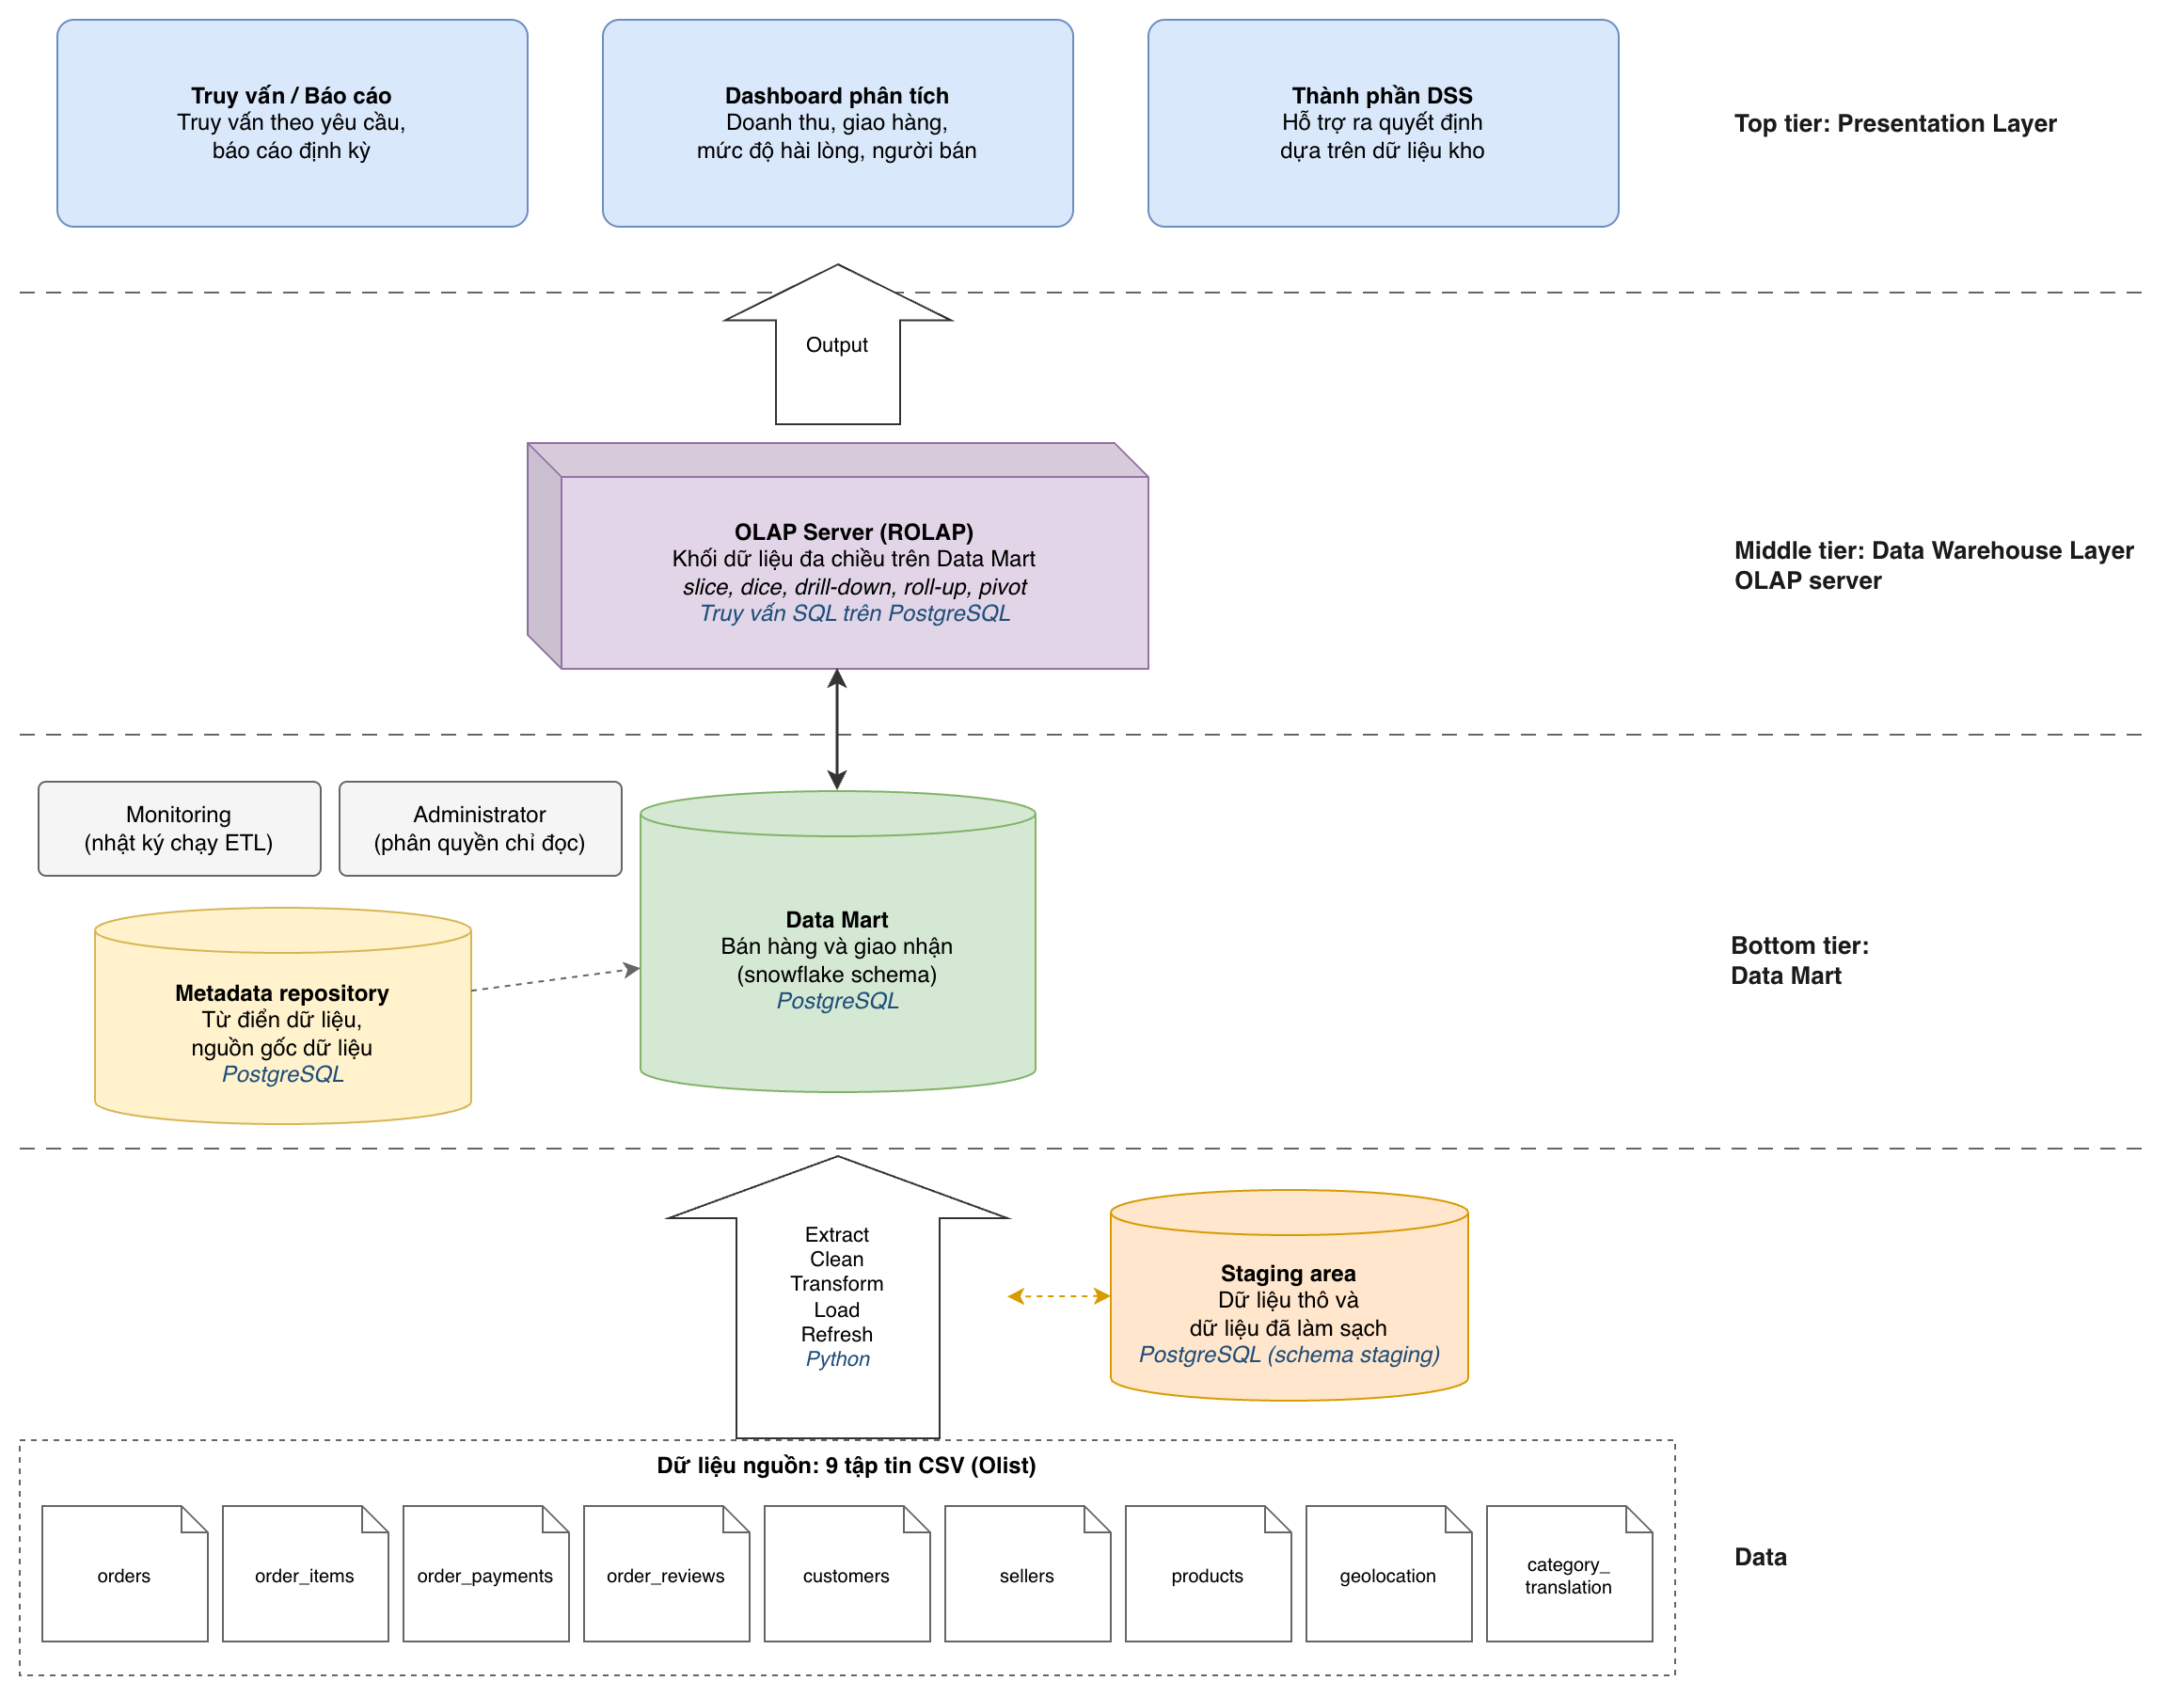 Truy vấn / Báo cáo
Truy vấn theo yêu cầu,
báo cáo định kỳ
Dashboard phân tích
Doanh thu, giao hàng,
mức độ hài lòng, người bán
Thành phần DSS
Hỗ trợ ra quyết định
dựa trên dữ liệu kho
Top tier: Presentation Layer
Output
OLAP Server (ROLAP)
Khối dữ liệu đa chiều trên Data Mart
slice, dice, drill-down, roll-up, pivot
Truy vấn SQL trên PostgreSQL
Middle tier: Data Warehouse Layer
OLAP server
Monitoring
(nhật ký chạy ETL)
Administrator
(phân quyền chỉ đọc)
Metadata repository
Từ điển dữ liệu,
nguồn gốc dữ liệu
PostgreSQL
Data Mart
Bán hàng và giao nhận
(snowflake schema)
PostgreSQL
Bottom tier:
Data Mart
Extract
Clean
Transform
Load
Refresh
Python
Staging area
Dữ liệu thô và
dữ liệu đã làm sạch
PostgreSQL (schema staging)
Dữ liệu nguồn: 9 tập tin CSV (Olist)
orders
order_items
order_payments
order_reviews
customers
sellers
products
geolocation
category_
translation
Data